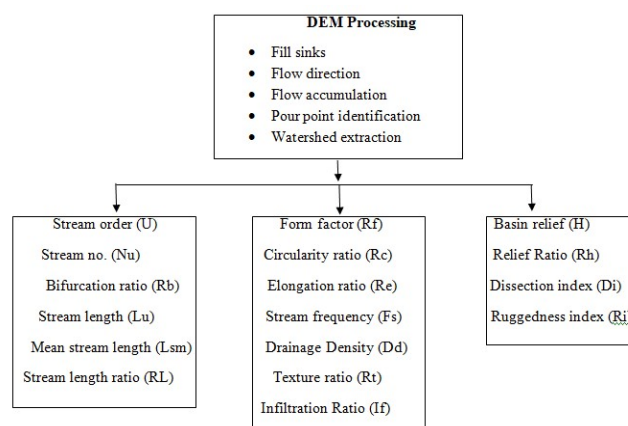 DEM Processing
• Fill sinks
• Flow direction
• Flow accumulation
• Pour point identification
• Watershed extraction
Stream order (U)
Stream no. (Nu)
Bifurcation ratio (Rb)
Stream length (Lu)
Mean stream length (Lsm)
Stream length ratio (RL)
Form factor (Rf)
Circularity ratio (Rc)
Elongation ratio (Re)
Stream frequency (Fs)
Drainage Density (Dd)
Texture ratio (Rt)
Infiltration Ratio (If)
Basin relief (H)
Relief Ratio (Rh)
Dissection index (Di)
Ruggedness index (Ri)